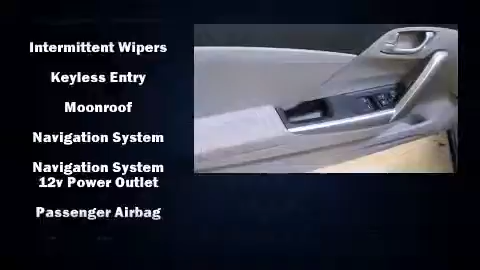 Intermittent Wipers
Keyless Entry
Moonroof
Navigation System
Navigation System
12v Power Outlet
Passenger Airbag